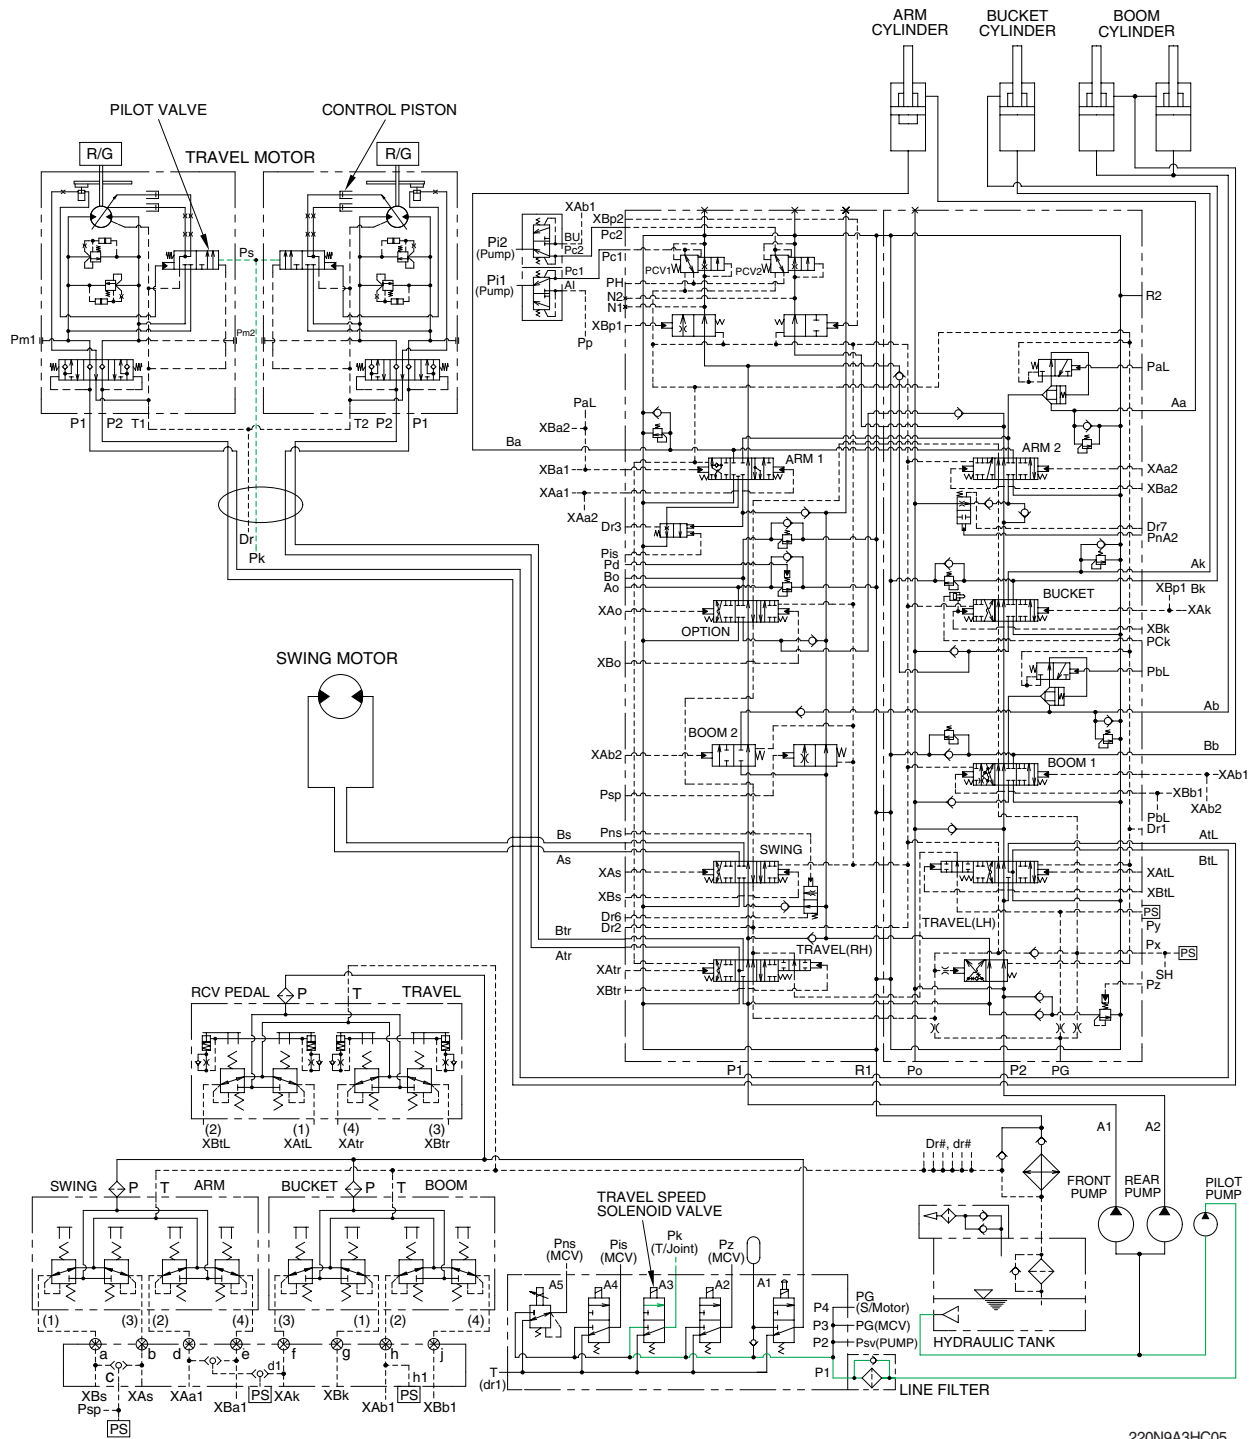 ARM
CYLINDER
BUCKET
CYLINDER
BOOM
CYLINDER
PILOT VALVE
CONTROL PISTON
R/G
TRAVEL MOTOR
R/G
Ps
Pm1
Pm2
P1 P2 T1
T2 P2 P1
Dr
Pk
Pi2
(Pump)
Pi1
(Pump)
XAb1
BU
Pc2
Pc1
AI
Pp
XBp2
Pc2
Pc1
PH
N2
N1
XBp1
PCV1
PCV2
R2
PaL
Aa
PaL
XBa2
Ba
XBa1
XAa1
XAa2
ARM 1
ARM 2
XAa2
XBa2
Dr3
Pis
Pd
Bo
Ao
XAo
OPTION
XBo
Dr7
PnA2
Ak
XBp1 Bk
BUCKET
XAk
XBk
PCk
PbL
SWING MOTOR
Ab
BOOM 2
XAb2
Bb
BOOM 1
XAb1
Psp
XBb1
XAb2
PbL
Dr1
Pns
Bs
As
SWING
AtL
BtL
XAs
XAtL
XBs
XBtL
Dr6
Dr2
TRAVEL(LH)
PS
Py
Btr
Atr
TRAVEL(RH)
Px
PS
XAtr
XBtr
SH
Pz
RCV PEDAL
P
T
TRAVEL
P1
R1
Po
P2
PG
(2)
XBtL
(1)
XAtL
(4)
XAtr
(3)
XBtr
A1
A2
Dr#, dr#
FRONT
PUMP
REAR
PUMP
PILOT
PUMP
SWING
P
T
ARM
BUCKET
P
T
BOOM
TRAVEL SPEED
SOLENOID VALVE
Pns
(MCV)
Pis
(MCV)
Pk
(T/Joint)
Pz
(MCV)
A5
A4
A3
A2
A1
PG
P4 (S/Motor)
P3 PG(MCV)
P2 Psv(PUMP)
P1
T
(dr1)
HYDRAULIC TANK
LINE FILTER
(1) (3) (2) (4) (3) (1) (2) (4)
a b d e f g h j
c
d1
h1
XBs
XAs
XAa1
XBa1
PS
XAk
XBk
XAb1
PS
XBb1
Psp
PS
220N9A3HC05